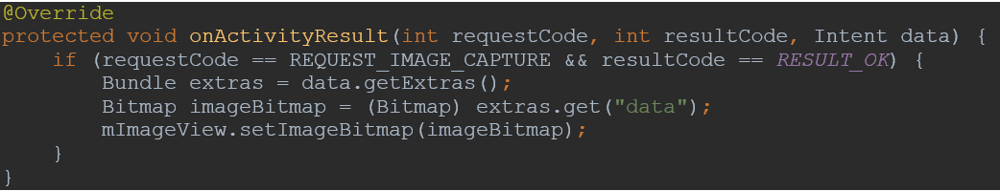 @Override
protected void onActivityResult(int requestCode, int resultCode, Intent data) {
    if (requestCode == REQUEST_IMAGE_CAPTURE && resultCode == RESULT_OK) {
        Bundle extras = data.getExtras();
        Bitmap imageBitmap = (Bitmap) extras.get("data");
        mImageView.setImageBitmap(imageBitmap);
    }
}